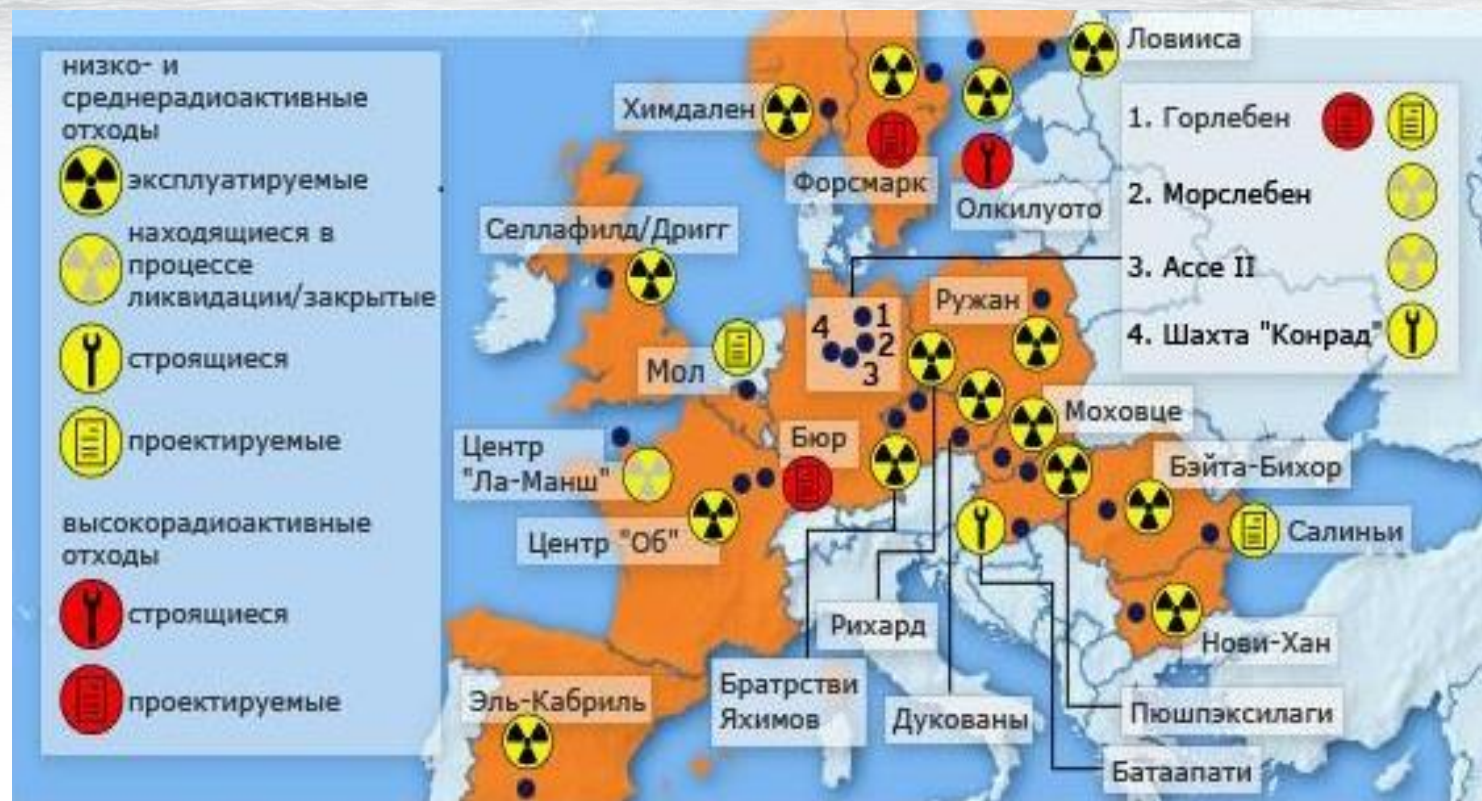 низко- и
среднерадиоактивные
отходы
эксплуатируемые
находящиеся в
процессе
ликвидации/закрытые
строящиеся
проектируемые
высокорадиоактивные
отходы
строящиеся
проектируемые
Ловииса
Химдален
Форсмарк
Олкилуото
1. Горлебен
2. Морслебен
3. Ассе II
4. Шахта "Конрад"
Селлафилд/Дригг
Ружан
1
4
2
3
Мол
Моховце
Центр
"Ла-Манш"
Бюр
Бэйта-Бихор
Центр "Об"
Салиньи
Рихард
Нови-Хан
Эль-Кабриль
Братрстви
Яхимов
Дукованы
Пюшпэксилаги
Батаапати